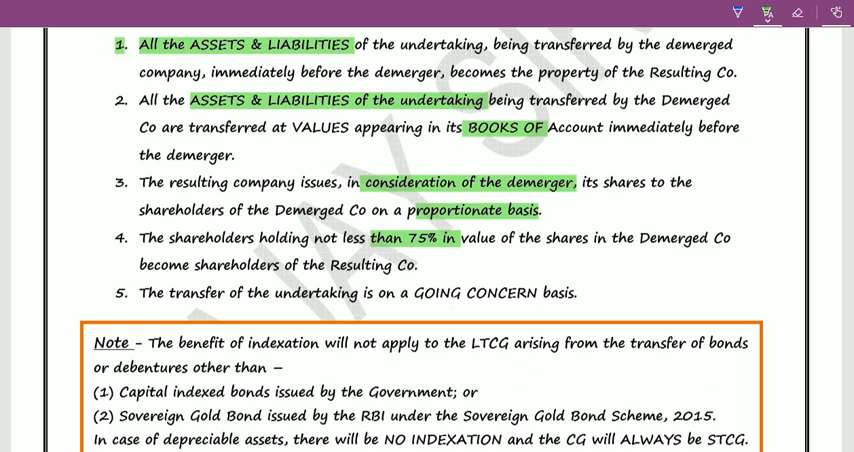 1. All the ASSETS & LIABILITIES of the undertaking, being transferred by the demerged
company, immediately before the demerger, becomes the property of the Resulting Co.
2. All the ASSETS & LIABILITIES of the undertaking being transferred by the Demerged
Co are transferred at VALUES appearing in its BOOKS OF Account immediately before
the demerger.
3. The resulting company issues, in consideration of the demerger, its shares to the
shareholders of the Demerged Co on a proportionate basis.
4. The shareholders holding not less than 75% in value of the shares in the Demerged Co
become shareholders of the Resulting Co.
5. The transfer of the undertaking is on a GOING CONCERN basis.
Note - The benefit of indexation will not apply to the LTCG arising from the transfer of bonds
or debentures other than –
(1) Capital indexed bonds issued by the Government; or
(2) Sovereign Gold Bond issued by the RBI under the Sovereign Gold Bond Scheme, 2015.
In case of depreciable assets, there will be NO INDEXATION and the CG will ALWAYS be STCG.